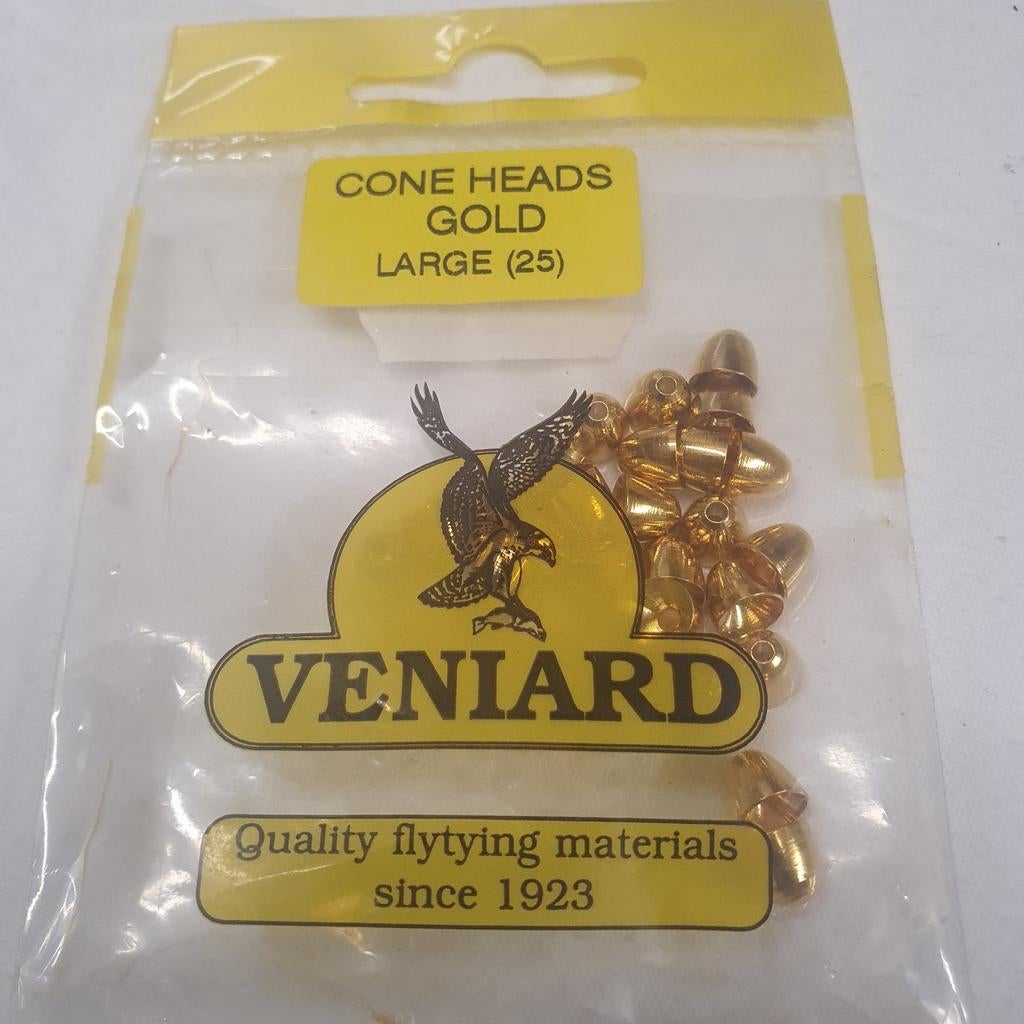 CONE HEADS
GOLD
LARGE (25)
VENIARD
Quality flytying materials
since 1923